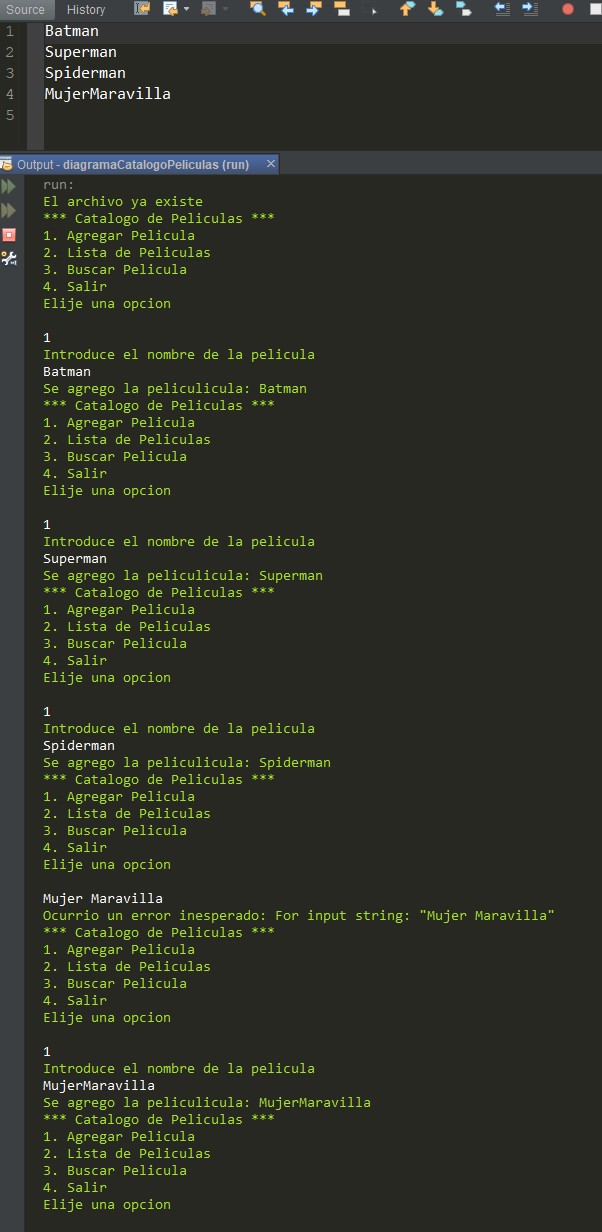 Source History
1 Batman
2 Superman
3 Spiderman
4 MujerMaravilla
5
Output - diagramaCatalogoPeliculas (run) ×
run:
El archivo ya existe
*** Catalogo de Peliculas ***
1. Agregar Pelicula
2. Lista de Peliculas
3. Buscar Pelicula
4. Salir
Elije una opcion
1
Introduce el nombre de la pelicula
Batman
Se agrego la peliculicula: Batman
*** Catalogo de Peliculas ***
1. Agregar Pelicula
2. Lista de Peliculas
3. Buscar Pelicula
4. Salir
Elije una opcion
1
Introduce el nombre de la pelicula
Superman
Se agrego la peliculicula: Superman
*** Catalogo de Peliculas ***
1. Agregar Pelicula
2. Lista de Peliculas
3. Buscar Pelicula
4. Salir
Elije una opcion
1
Introduce el nombre de la pelicula
Spiderman
Se agrego la peliculicula: Spiderman
*** Catalogo de Peliculas ***
1. Agregar Pelicula
2. Lista de Peliculas
3. Buscar Pelicula
4. Salir
Elije una opcion
Mujer Maravilla
Ocurrio un error inesperado: For input string: "Mujer Maravilla"
*** Catalogo de Peliculas ***
1. Agregar Pelicula
2. Lista de Peliculas
3. Buscar Pelicula
4. Salir
Elije una opcion
1
Introduce el nombre de la pelicula
MujerMaravilla
Se agrego la peliculicula: MujerMaravilla
*** Catalogo de Peliculas ***
1. Agregar Pelicula
2. Lista de Peliculas
3. Buscar Pelicula
4. Salir
Elije una opcion